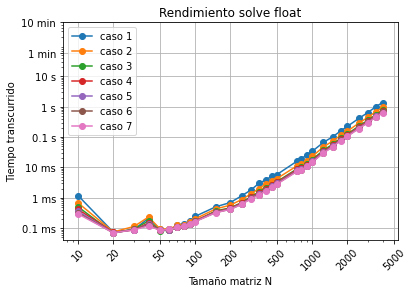 Rendimiento solve float
10 min
1 min
10 s
1 s
0.1 s
10 ms
1 ms
0.1 ms
Tiempo transcurrido
caso 1
caso 2
caso 3
caso 4
caso 5
caso 6
caso 7
10
20
50
100
200
500
1000
2000
5000
Tamaño matriz N